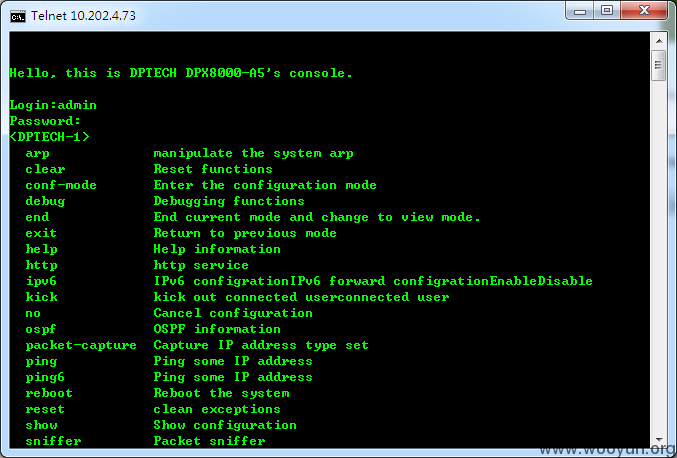 Telnet 10.202.4.73
Hello, this is DPTECH DPX8000-A5's console.
Login:admin
Password:
<DPTECH-1>
arp manipulate the system arp
clear Reset functions
conf-mode Enter the configuration mode
debug Debugging functions
end End current mode and change to view mode.
exit Return to previous mode
help Help information
http http service
ipv6 IPv6 configrationIPv6 forward configrationEnableDisable
kick kick out connected userconnected user
no Cancel configuration
ospf OSPF information
packet-capture Capture IP address type set
ping Ping some IP address
ping6 Ping some IP address
reboot Reboot the system
reset clean exceptions
show Show configuration
sniffer Packet sniffer
www.wooyun.org